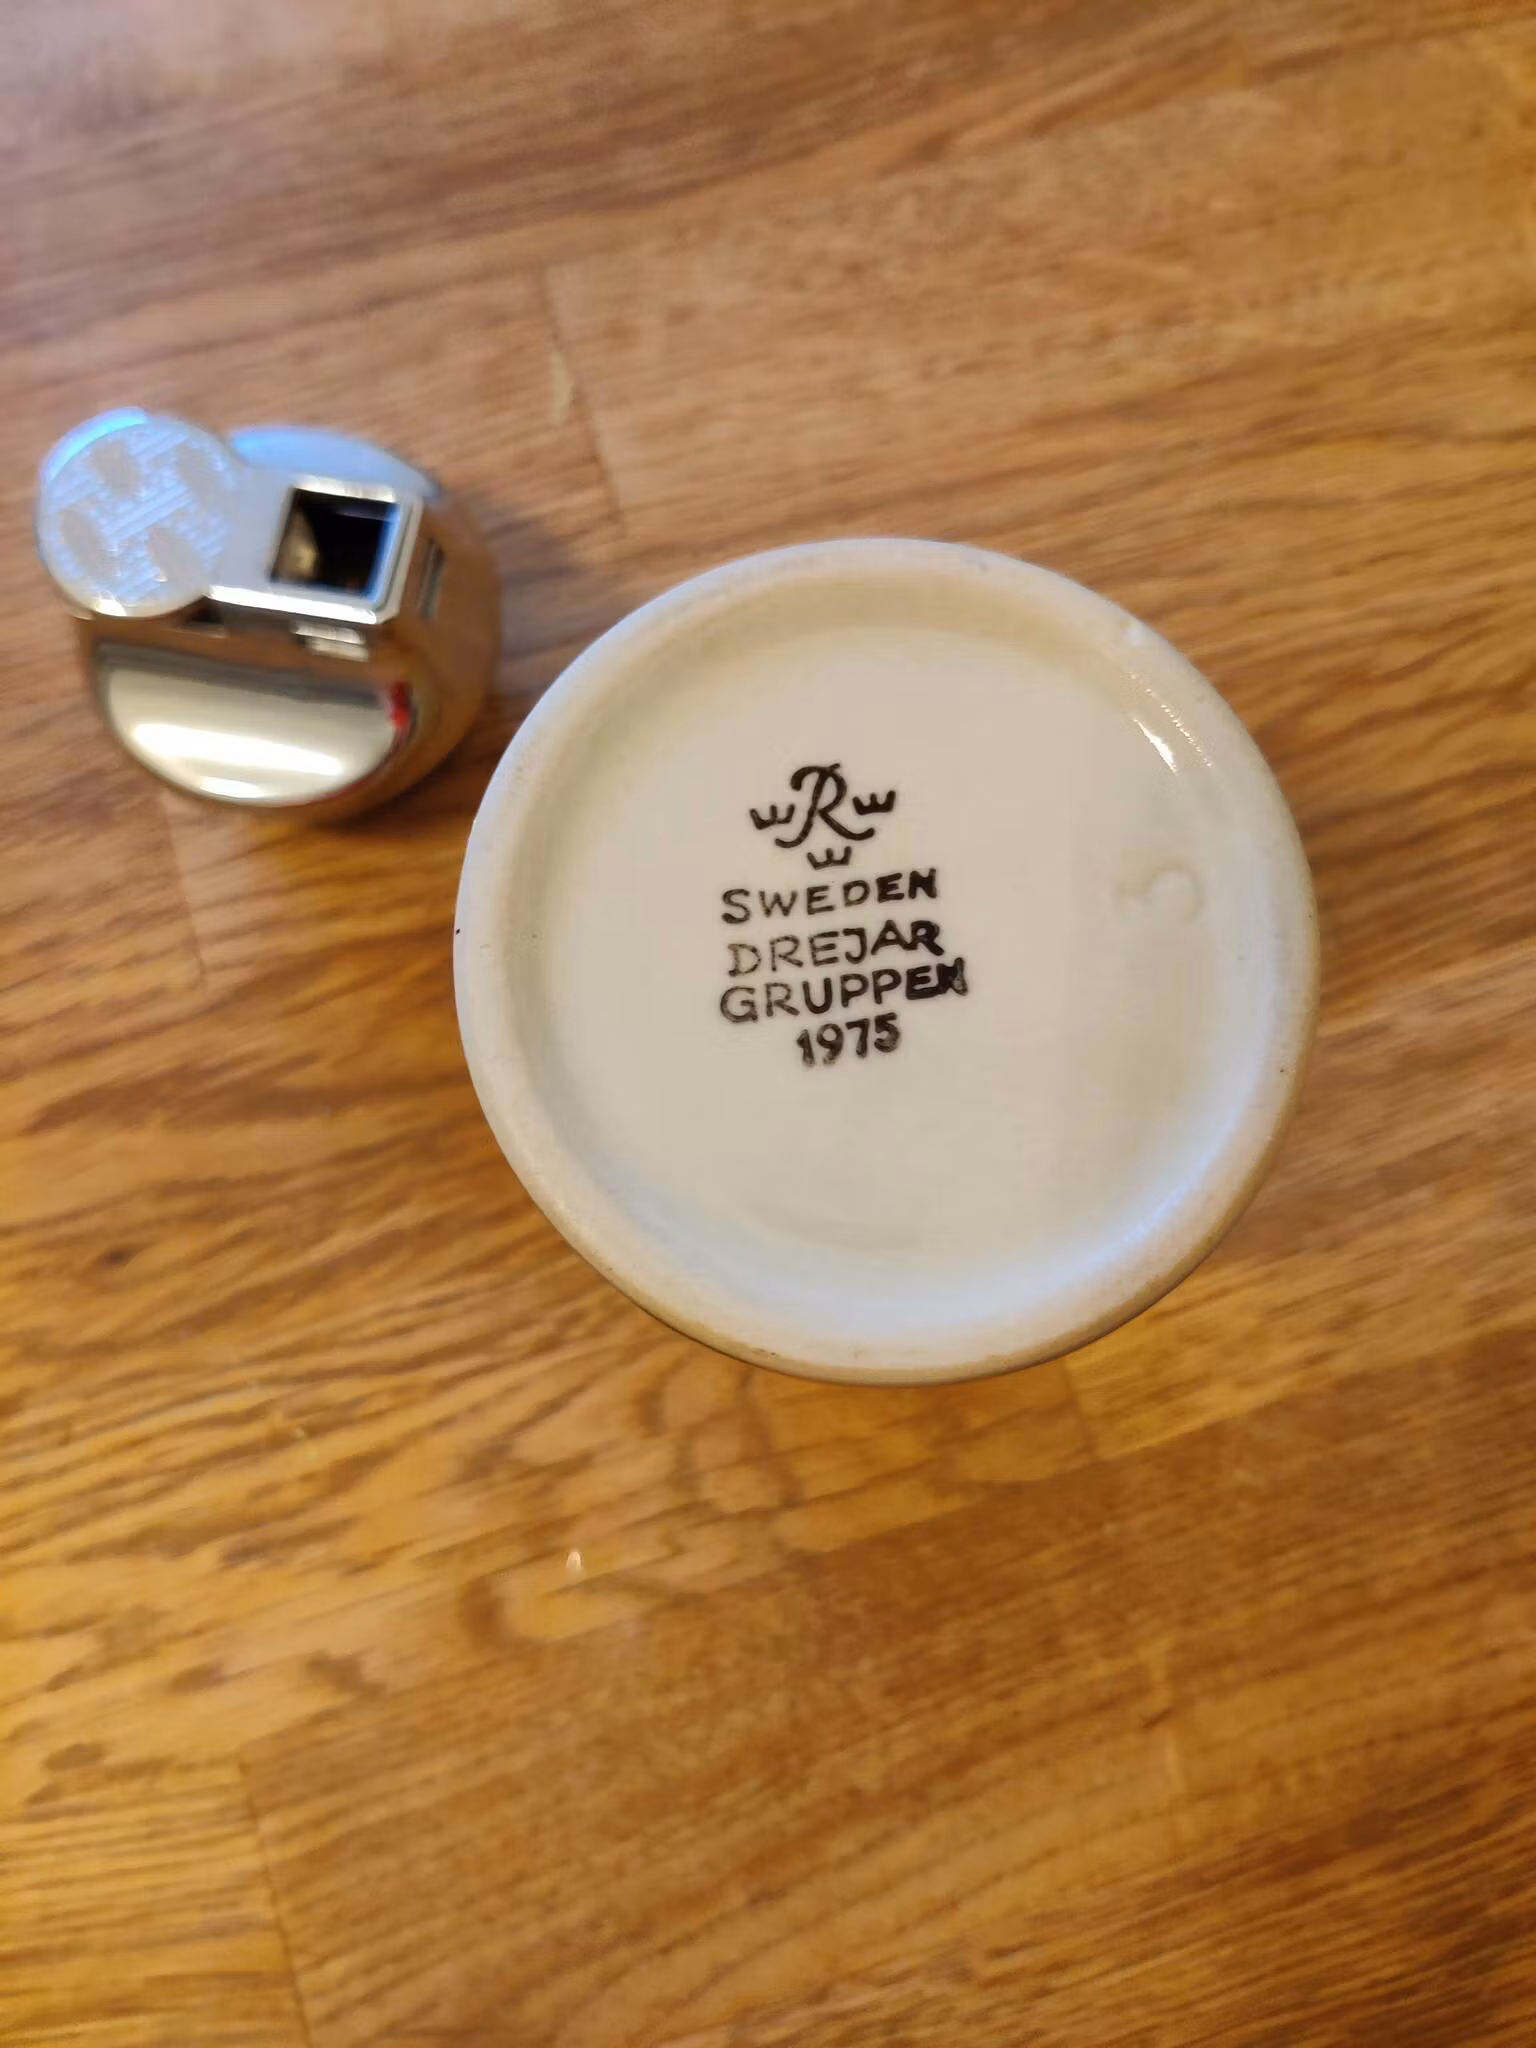 R
SWEDEN
DREJAR
GRUPPEN
1975